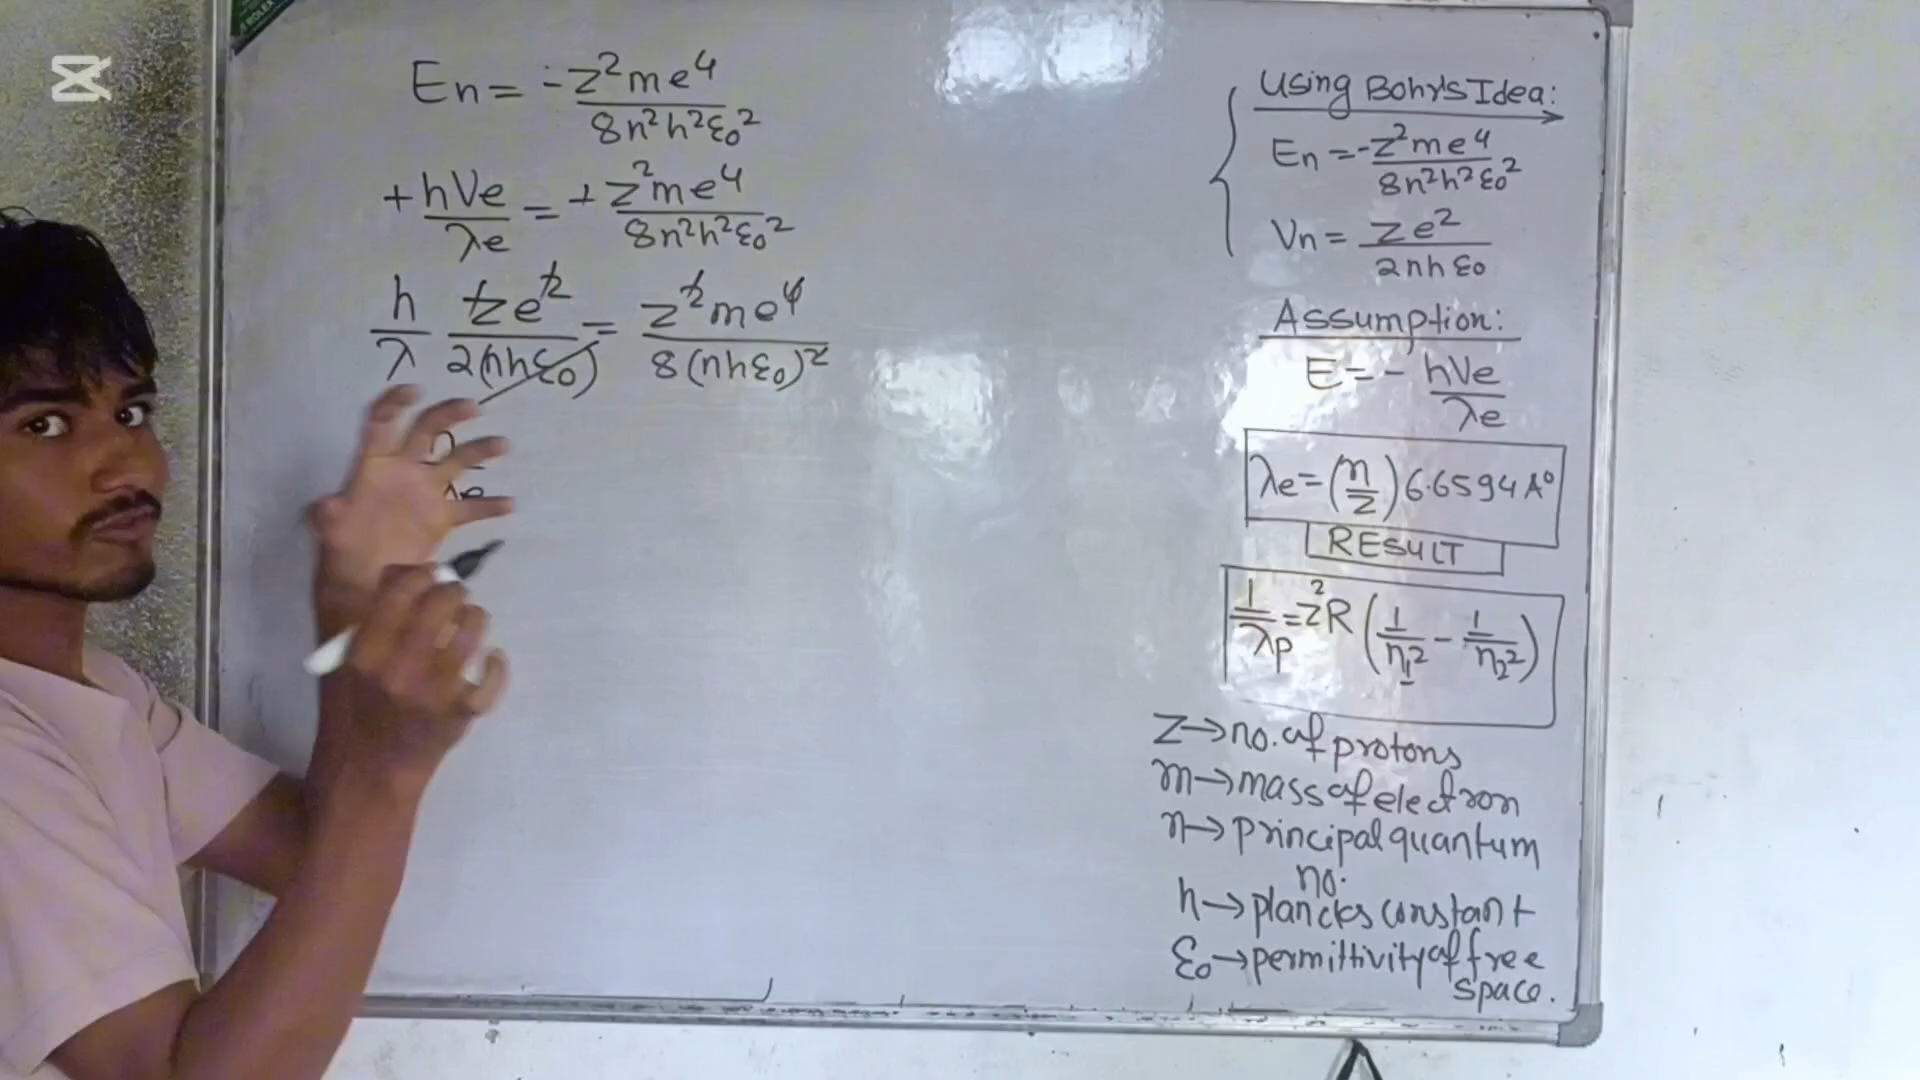 En = -z²me⁴ / 8n²h²ε₀²
+ hVe / λe = + z²me⁴ / 8n²h²ε₀²
h / λ ze² / 2(nhε₀) = z²me⁴ / 8(nhε₀)²
Using Bohr's Idea:
En = -z²me⁴ / 8n²h²ε₀²
Vn = ze² / 2nhε₀
Assumption:
E = - hVe / λe
λe = (n/z) 6.6594 A°
RESULT
1/λp = z²R (1/n₁² - 1/n₂²)
Z → no. of protons
m → mass of electron
n → principal quantum
no.
h → plancks constant
ε₀ → permittivity of free
space.